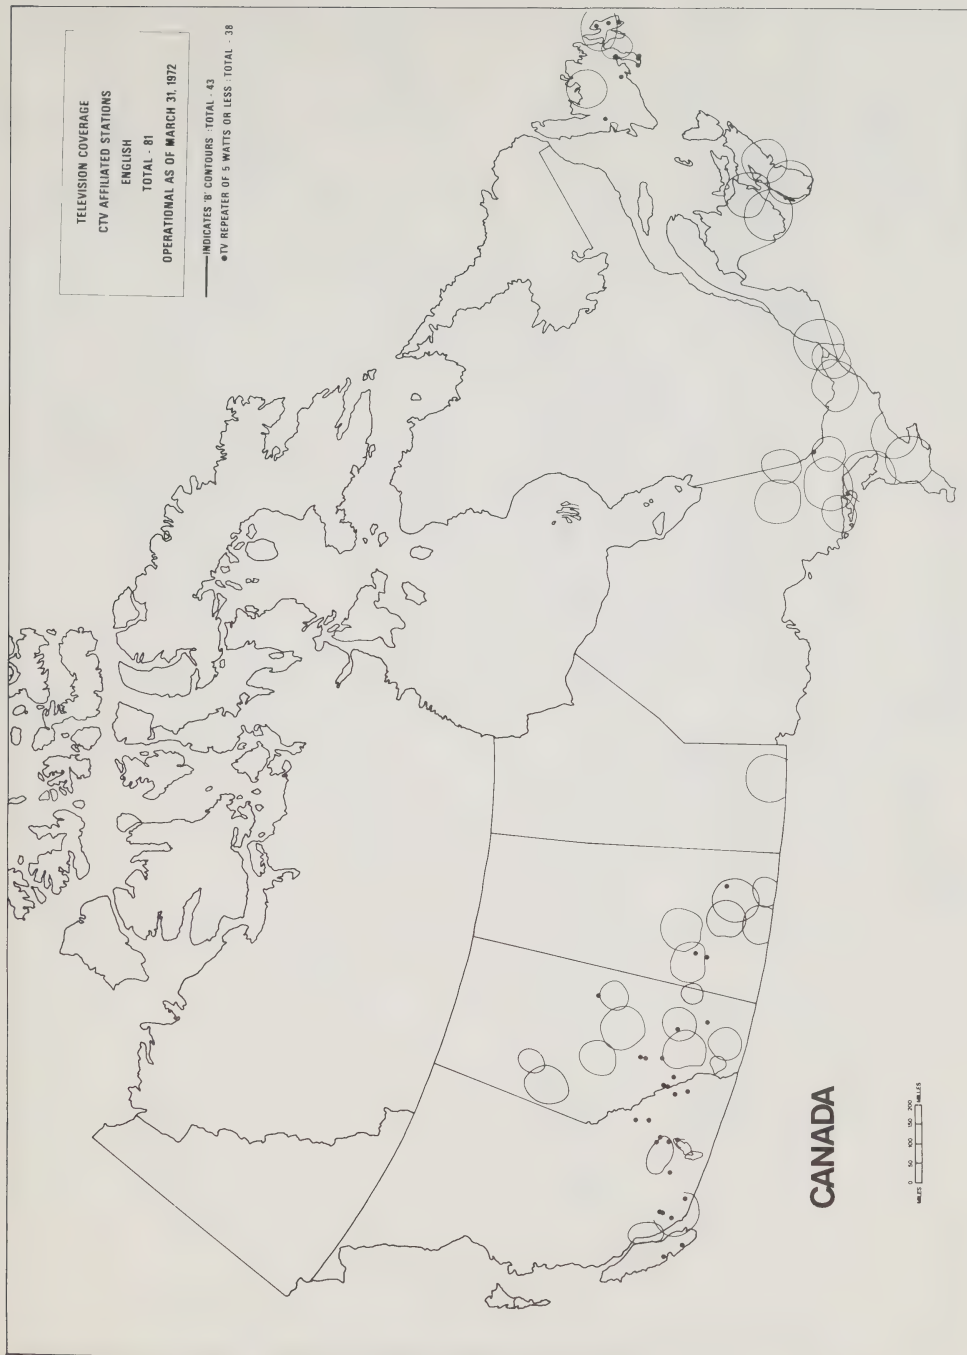 TELEVISION COVERAGE
CTV AFFILIATED STATIONS
ENGLISH
TOTAL - 81
OPERATIONAL AS OF MARCH 31, 1972
INDICATES 'B' CONTOURS : TOTAL - 43
●TV REPEATER OF 5 WATTS OR LESS : TOTAL - 38
CANADA
MILES 0 50 100 150 200 MILES